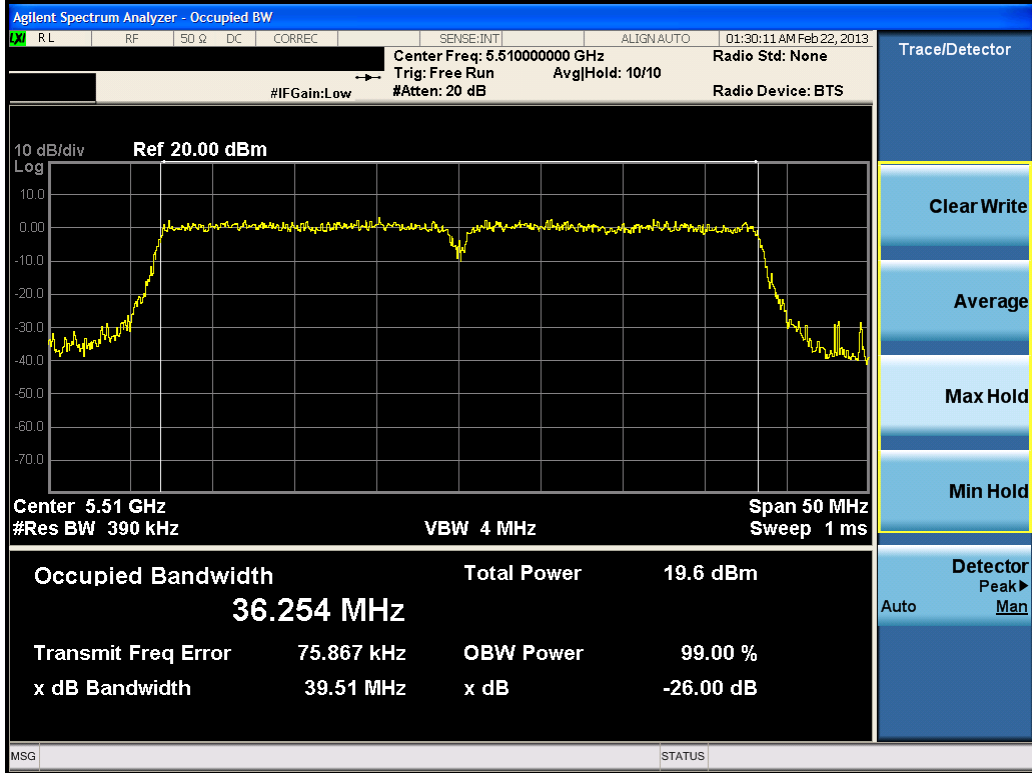 Agilent Spectrum Analyzer - Occupied BW
LXI RL RF 50 Ω DC CORREC SENSE:INT ALIGN AUTO 01:30:11 AM Feb 22, 2013
Center Freq: 5.510000000 GHz Radio Std: None
Trig: Free Run Avg|Hold: 10/10
#IFGain:Low #Atten: 20 dB Radio Device: BTS
10 dB/div Ref 20.00 dBm
Log
10.0
0.00
-10.0
-20.0
-30.0
-40.0
-50.0
-60.0
-70.0
Center 5.51 GHz Span 50 MHz
#Res BW 390 kHz VBW 4 MHz Sweep 1 ms
Occupied Bandwidth Total Power 19.6 dBm
36.254 MHz
Transmit Freq Error 75.867 kHz OBW Power 99.00 %
x dB Bandwidth 39.51 MHz x dB -26.00 dB
MSG STATUS
Trace/Detector
Clear Write
Average
Max Hold
Min Hold
Detector
Peak▶
Auto Man